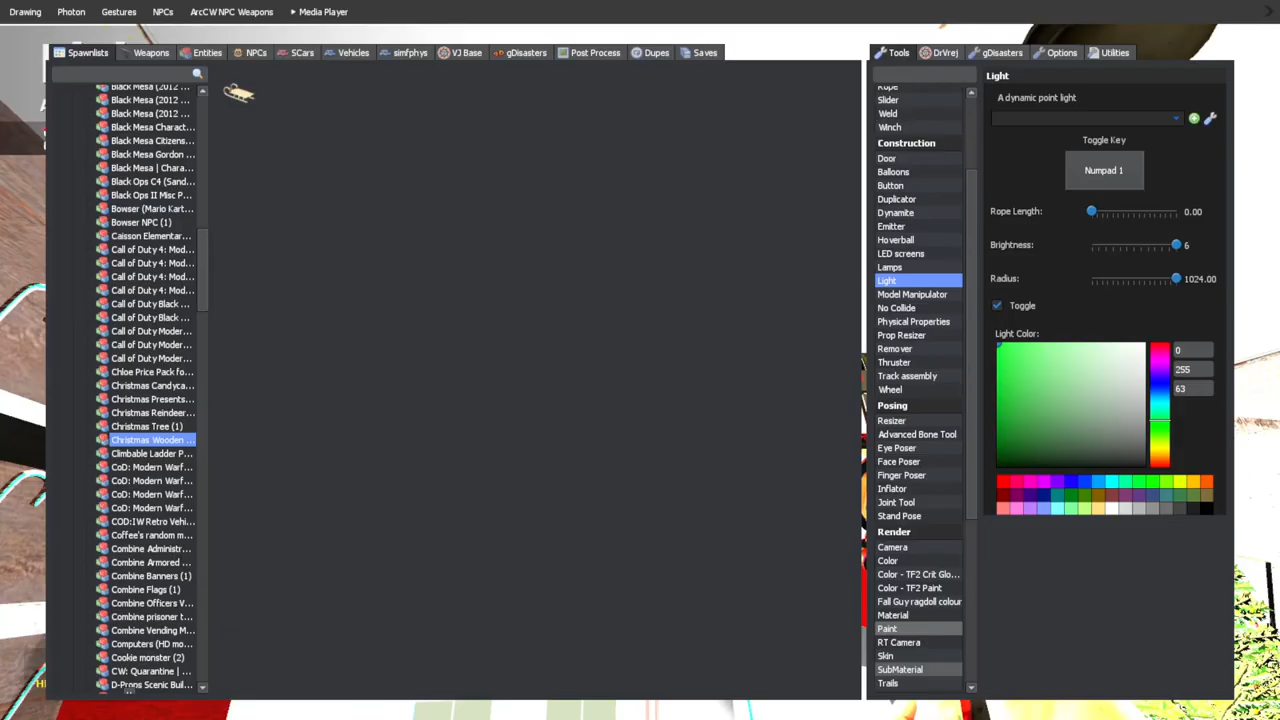 Drawing Photon Gestures NPCs ArcCW NPC Weapons ▸ Media Player
Spawnlists Weapons Entities NPCs SCars Vehicles simfphys VJ Base gDisasters Post Process Dupes Saves
Black Mesa (2012 ...
Black Mesa (2012 ...
Black Mesa (2012 ...
Black Mesa Charact...
Black Mesa Citizens...
Black Mesa Gordon ...
Black Mesa | Chara...
Black Ops C4 (Sand...
Black Ops II Misc P...
Bowser (Mario Kart...
Bowser NPC (1)
Caisson Elementar...
Call of Duty 4: Mod...
Call of Duty 4: Mod...
Call of Duty 4: Mod...
Call of Duty 4: Mod...
Call of Duty Black ...
Call of Duty Black ...
Call of Duty Moder...
Call of Duty Moder...
Call of Duty Moder...
Chloe Price Pack fo...
Christmas Candyca...
Christmas Presents...
Christmas Reindeer...
Christmas Tree (1)
Christmas Wooden ...
Climbable Ladder P...
CoD: Modern Warf...
CoD: Modern Warf...
CoD: Modern Warf...
CoD: Modern Warf...
COD:IW Retro Vehi...
Coffee's random m...
Combine Administr...
Combine Armored ...
Combine Banners (1)
Combine Flags (1)
Combine Officers V...
Combine prisoner t...
Combine Vending M...
Computers (HD mo...
Cookie monster (2)
CW: Quarantine | ...
D-Props Scenic Buil...
Tools DrVrej gDisasters Options Utilities
Rope
Slider
Weld
Winch
Construction
Door
Balloons
Button
Duplicator
Dynamite
Emitter
Hoverball
LED screens
Lamps
Light
Model Manipulator
No Collide
Physical Properties
Prop Resizer
Remover
Thruster
Track assembly
Wheel
Posing
Resizer
Advanced Bone Tool
Eye Poser
Face Poser
Finger Poser
Inflator
Joint Tool
Stand Pose
Render
Camera
Color
Color - TF2 Crit Glo...
Color - TF2 Paint
Fall Guy ragdoll colour
Material
Paint
RT Camera
Skin
SubMaterial
Trails
Light
A dynamic point light
Toggle Key
Numpad 1
Rope Length: 0.00
Brightness: 6
Radius: 1024.00
Toggle
Light Color:
0
255
63